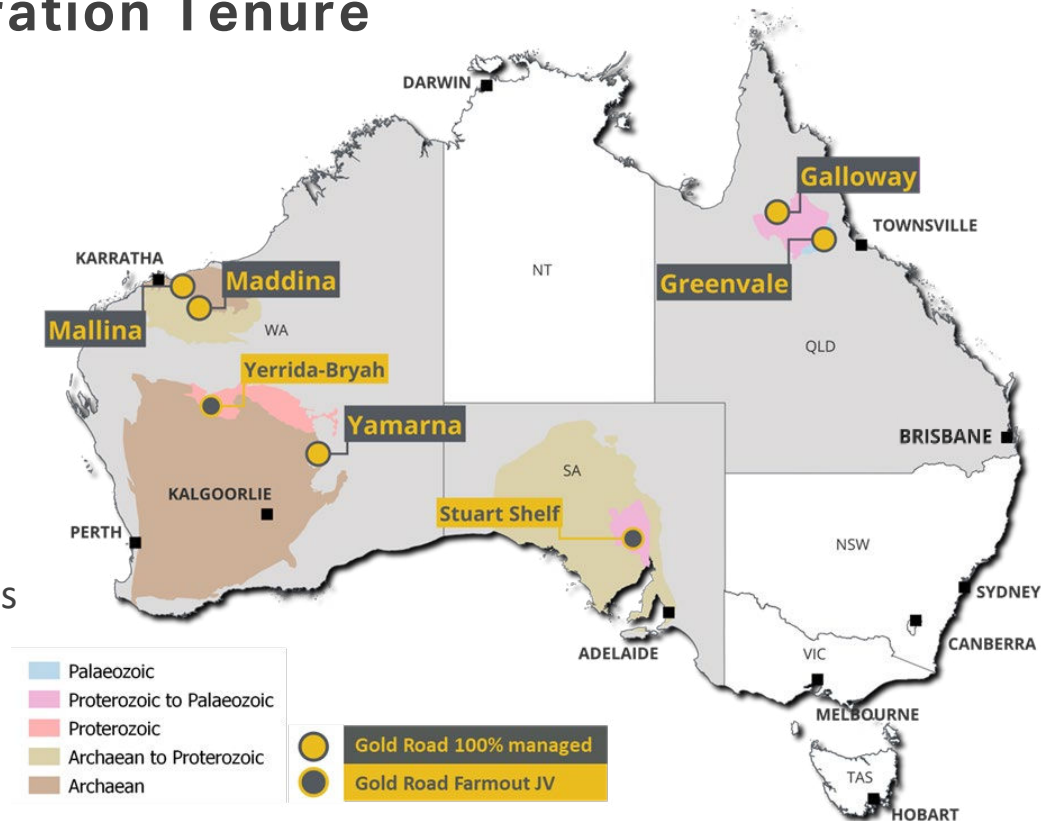 ration Tenure
DARWIN
Galloway
TOWNSVILLE
KARRATHA
Maddina
NT
Greenvale
Mallina
WA
QLD
Yerrida-Bryah
Yamarna
BRISBANE
SA
KALGOORLIE
Stuart Shelf
PERTH
NSW
s
SYDNEY
ADELAIDE
CANBERRA
VIC
Palaeozoic
Proterozoic to Palaeozoic
MELBOURNE
Proterozoic
Gold Road 100% managed
Archaean to Proterozoic
TAS
Archaean
Gold Road Farmout JV
HOBART